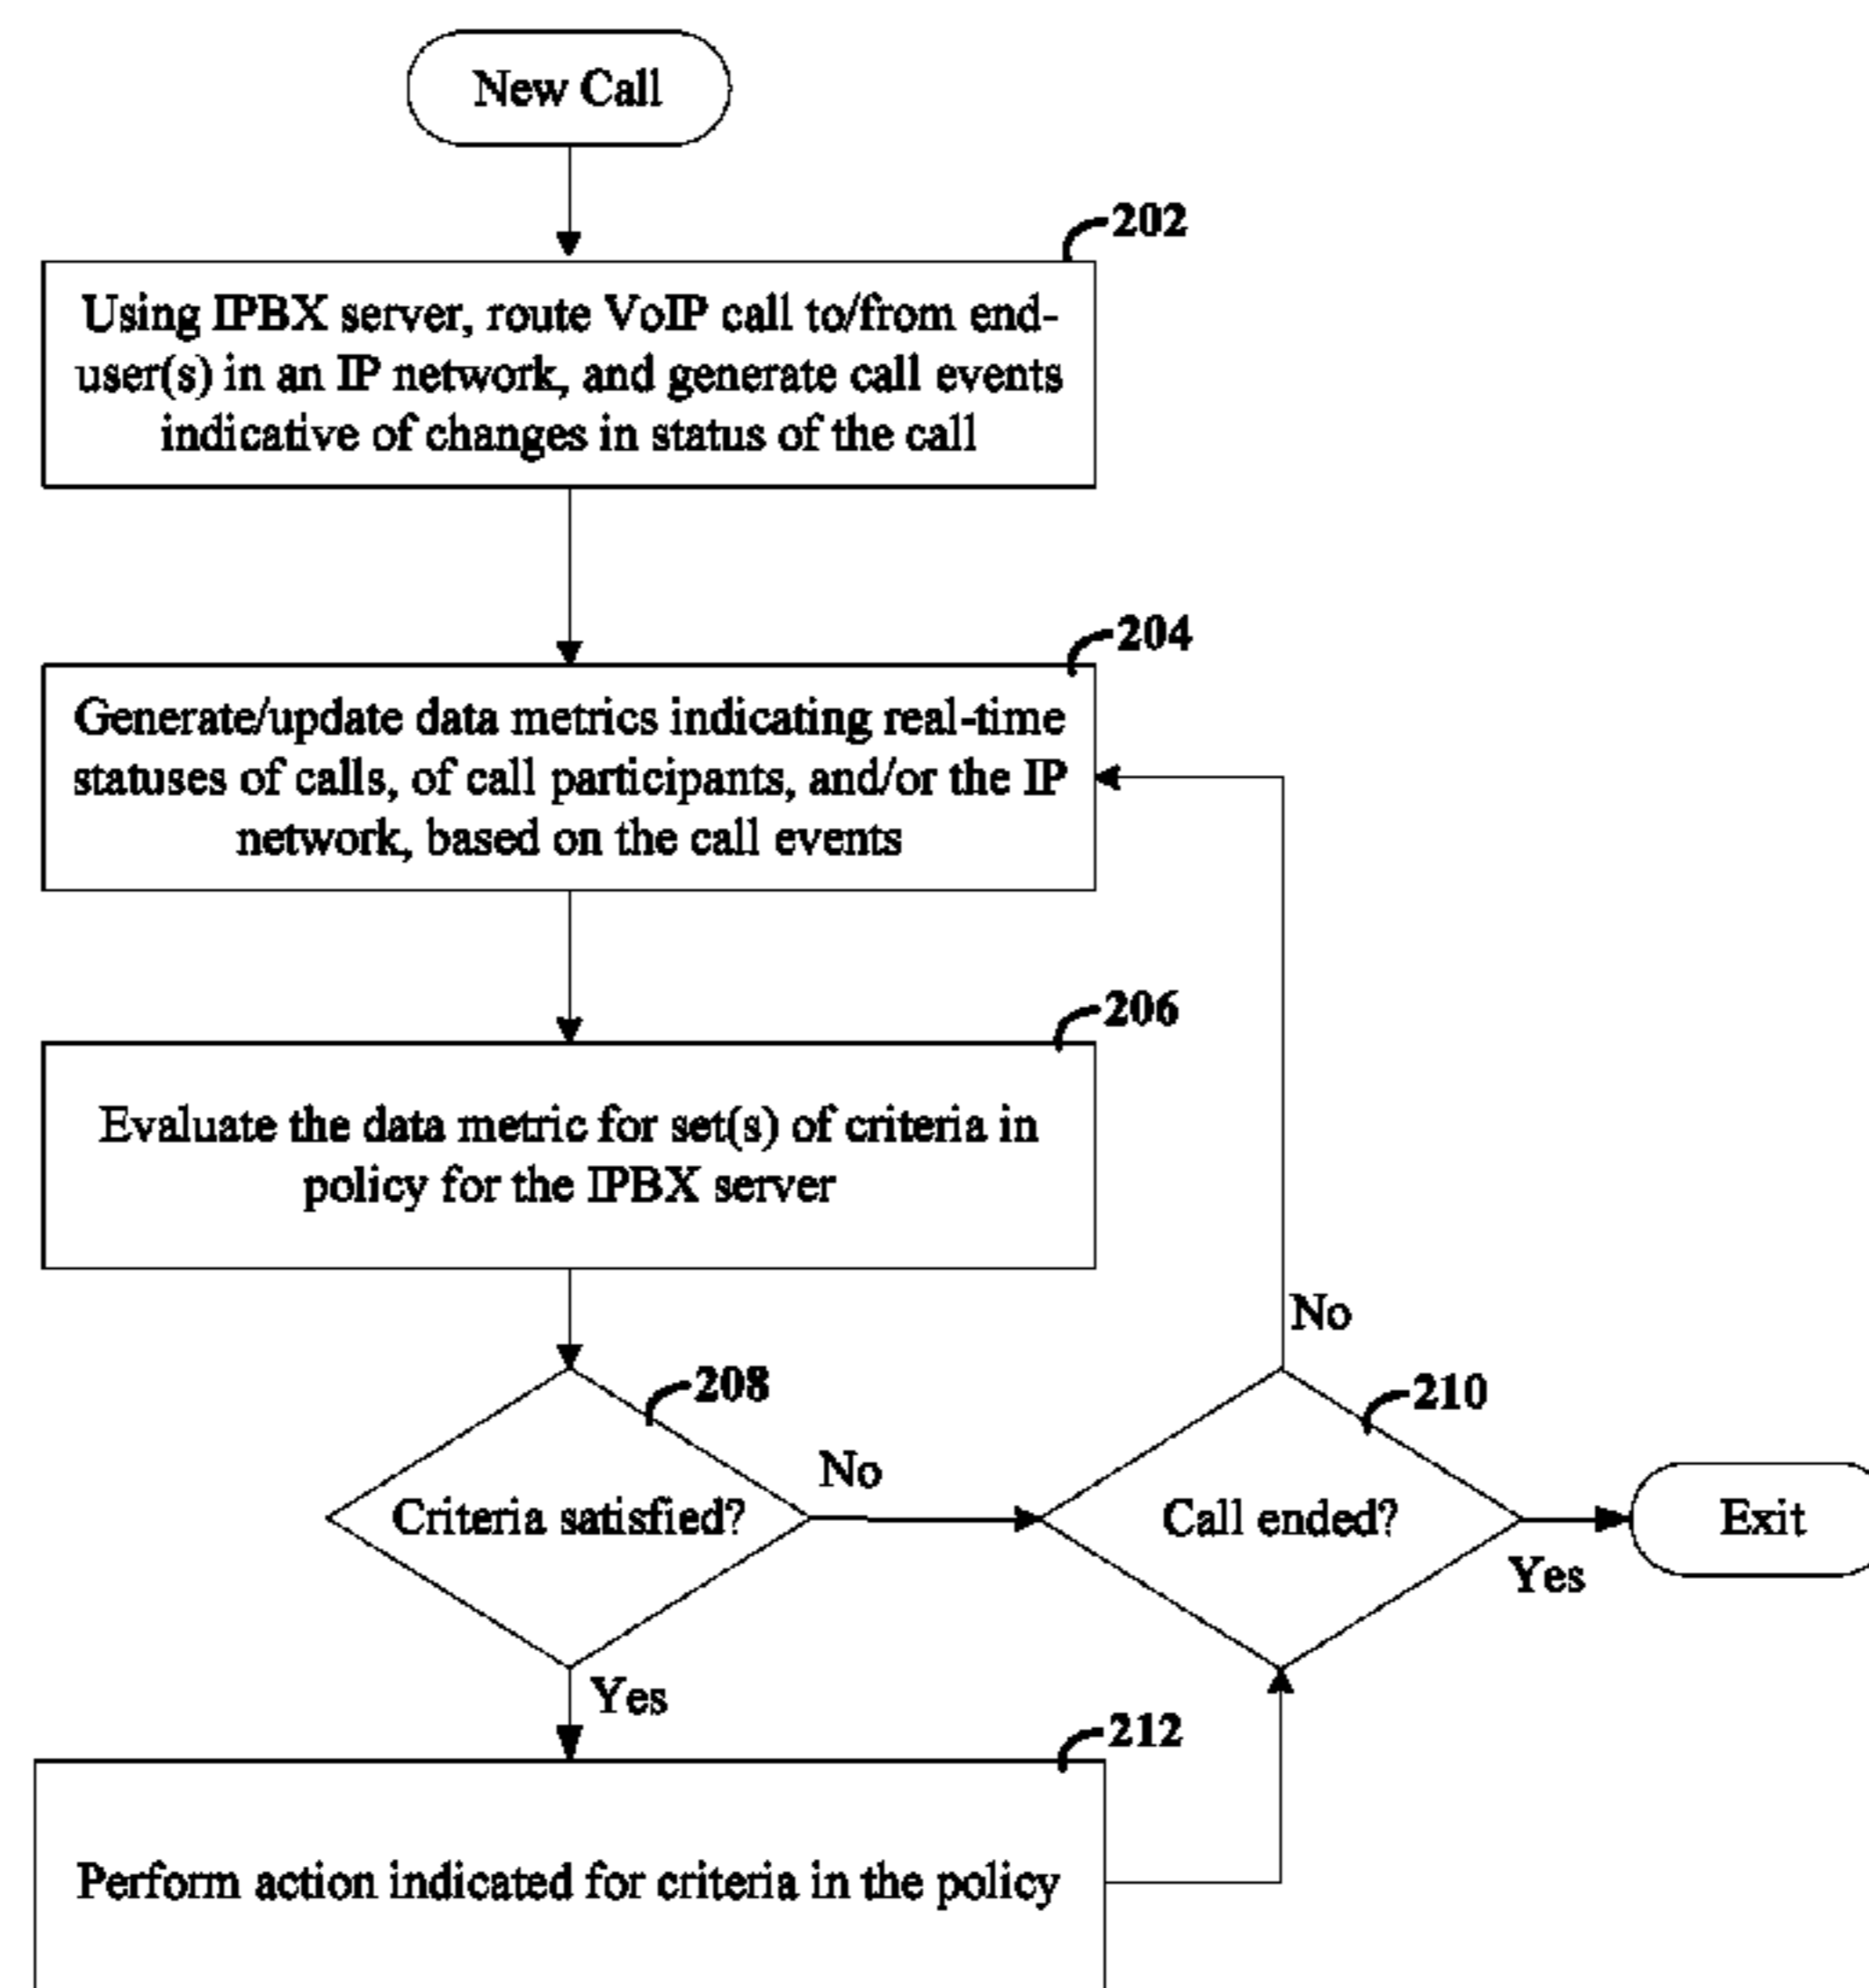 New Call
202
Using IPBX server, route VoIP call to/from end-
user(s) in an IP network, and generate call events
indicative of changes in status of the call
204
Generate/update data metrics indicating real-time
statuses of calls, of call participants, and/or the IP
network, based on the call events
206
Evaluate the data metric for set(s) of criteria in
policy for the IPBX server
No
208
210
No
Criteria satisfied?
Call ended?
Exit
Yes
Yes
212
Perform action indicated for criteria in the policy